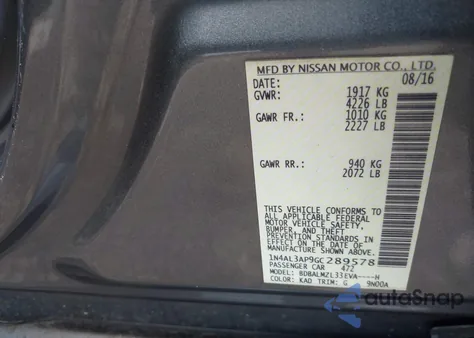 MFD BY NISSAN MOTOR CO., LTD.
DATE: 08/16
GVWR: 1917 KG
4226 LB
GAWR FR.: 1010 KG
2227 LB
GAWR RR.: 940 KG
2072 LB
THIS VEHICLE CONFORMS TO
ALL APPLICABLE FEDERAL
MOTOR VEHICLE SAFETY,
BUMPER, AND THEFT
PREVENTION STANDARDS IN
EFFECT ON THE DATE OF
MANUFACTURE SHOWN ABOVE.
1N4AL3AP9GC289578
PASSENGER CAR 472
MODEL: BDBALMZL33EVA----H
COLOR: KAD TRIM: G 9N00A
autoSnap